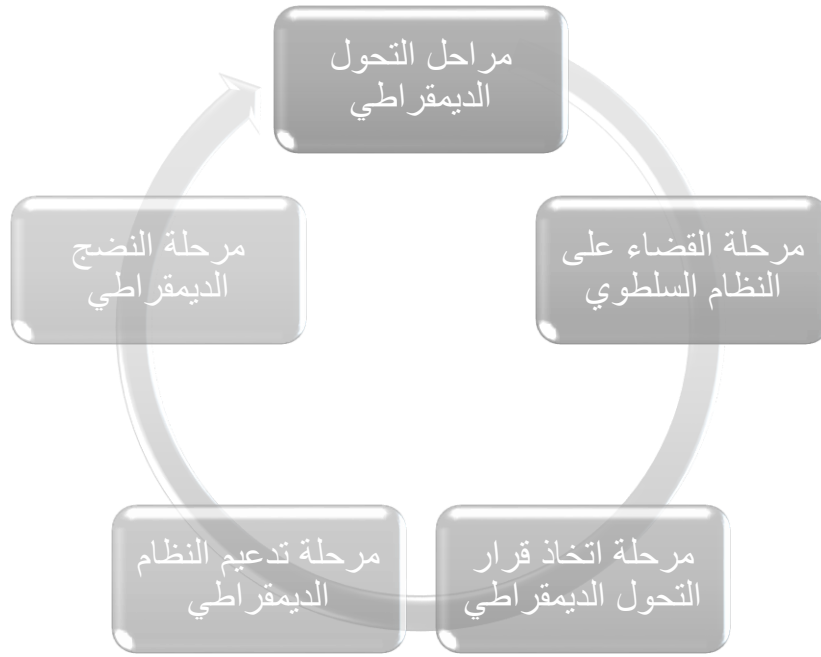 مراحل التحول
الديمقراطي
مرحلة القضاء على
النظام السلطوي
مرحلة اتخاذ قرار
التحول الديمقراطي
مرحلة تدعيم النظام
الديمقراطي
مرحلة النضج
الديمقراطي